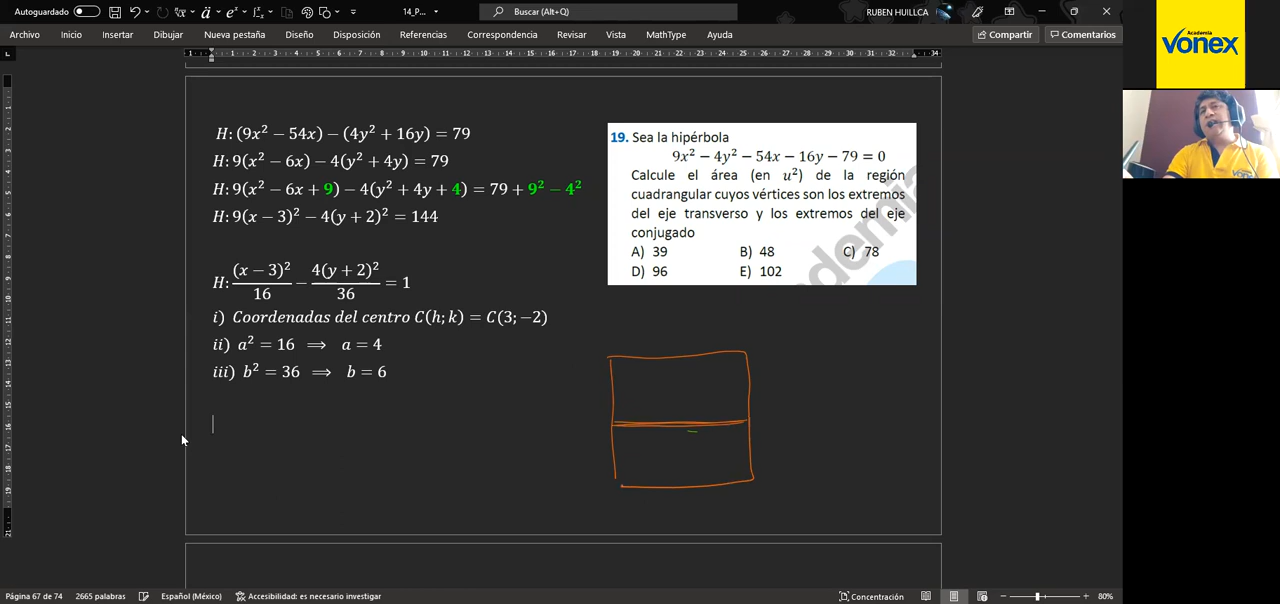 Autoguardado
14_P...
Buscar (Alt+Q)
RUBEN HUILLCA
Archivo Inicio Insertar Dibujar Nueva pestaña Diseño Disposición Referencias Correspondencia Revisar Vista MathType Ayuda
Compartir Comentarios
Academia
Vonex
H: (9x² − 54x) − (4y² + 16y) = 79
H: 9(x² − 6x) − 4(y² + 4y) = 79
H: 9(x² − 6x + 9) − 4(y² + 4y + 4) = 79 + 9² − 4²
H: 9(x − 3)² − 4(y + 2)² = 144
H: (x − 3)²/16 − 4(y + 2)²/36 = 1
i) Coordenadas del centro C(h; k) = C(3; −2)
ii) a² = 16 ⟹ a = 4
iii) b² = 36 ⟹ b = 6
19. Sea la hipérbola
9x² − 4y² − 54x − 16y − 79 = 0
Calcule el área (en u²) de la región
cuadrangular cuyos vértices son los extremos
del eje transverso y los extremos del eje
conjugado
A) 39 B) 48 C) 78
D) 96 E) 102
Página 67 de 74 2665 palabras Español (México) Accesibilidad: es necesario investigar
Concentración 80%